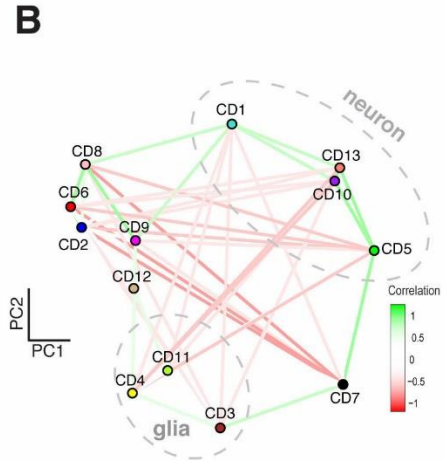 B
neuron
CD1
CD8
CD13
CD10
CD6
CD9
CD2
CD5
CD12
Correlation
1
0.5
0
−0.5
−1
PC2
PC1
CD11
CD4
CD7
CD3
glia